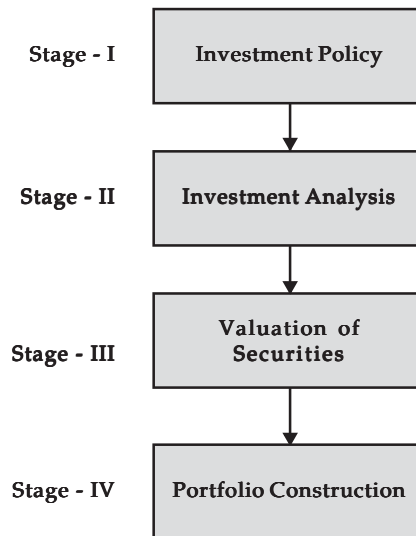 Stage - I
Investment Policy
Stage - II
Investment Analysis
Stage - III
Valuation of
Securities
Stage - IV
Portfolio Construction